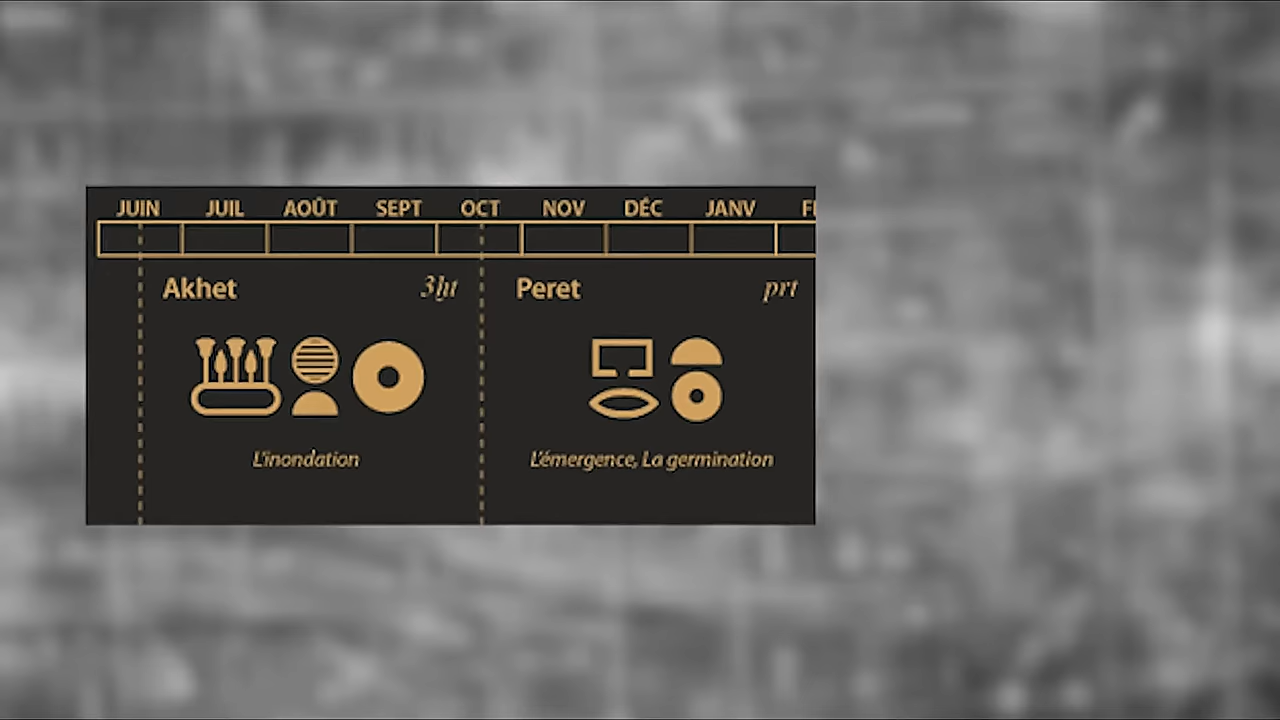 JUIN JUIL AOÛT SEPT OCT NOV DÉC JANV
Akhet 3ḫt Peret prt
L'inondation L'émergence, La germination